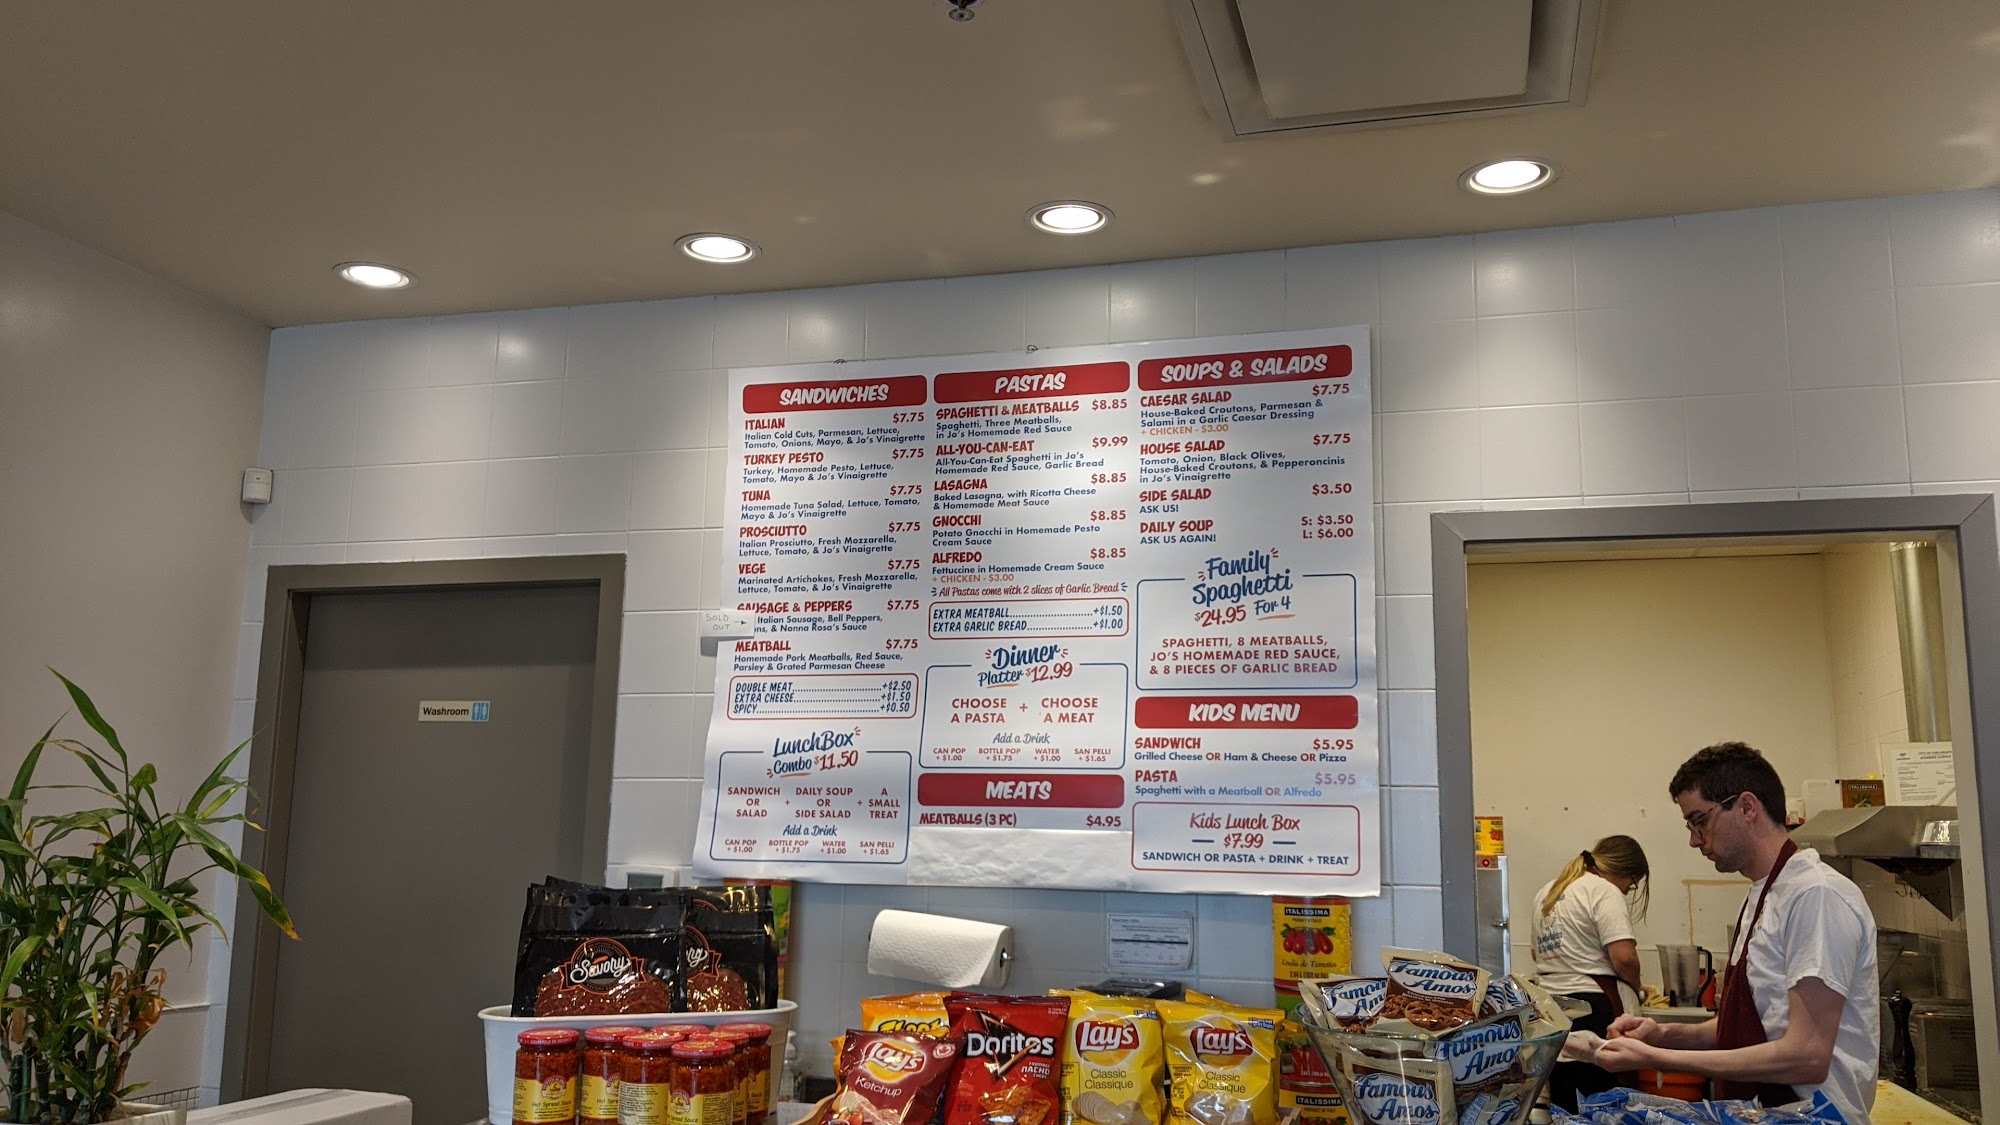 SANDWICHES
ITALIAN $7.75
Italian Cold Cuts, Parmesan, Lettuce,
Tomato, Onions, Mayo, & Jo's Vinaigrette
TURKEY PESTO $7.75
Turkey, Homemade Pesto, Lettuce,
Tomato, Mayo & Jo's Vinaigrette
TUNA $7.75
Homemade Tuna Salad, Lettuce, Tomato,
Mayo & Jo's Vinaigrette
PROSCIUTTO $7.75
Italian Prosciutto, Fresh Mozzarella,
Lettuce, Tomato, & Jo's Vinaigrette
VEGE $7.75
Marinated Artichokes, Fresh Mozzarella,
Lettuce, Tomato, & Jo's Vinaigrette
SAUSAGE & PEPPERS $7.75
Italian Sausage, Bell Peppers,
& Nonna Rosa's Sauce
SOLD
OUT →
MEATBALL $7.75
Homemade Pork Meatballs, Red Sauce,
Parsley & Grated Parmesan Cheese
DOUBLE MEAT +$2.50
EXTRA CHEESE +$1.50
SPICY +$0.50
LunchBox
Combo $11.50
SANDWICH OR SALAD + DAILY SOUP OR SIDE SALAD + A SMALL TREAT
Add a Drink
CAN POP + $1.00 BOTTLE POP + $1.75 WATER + $1.00 SAN PELLI + $1.65
PASTAS
SPAGHETTI & MEATBALLS $8.85
Spaghetti, Three Meatballs,
in Jo's Homemade Red Sauce
ALL-YOU-CAN-EAT $9.99
All-You-Can-Eat Spaghetti in Jo's
Homemade Red Sauce, Garlic Bread
LASAGNA $8.85
Baked Lasagna, with Ricotta Cheese
& Homemade Meat Sauce
GNOCCHI $8.85
Potato Gnocchi in Homemade Pesto
Cream Sauce
ALFREDO $8.85
Fettuccine in Homemade Cream Sauce
+ CHICKEN - $3.00
All Pastas come with 2 slices of Garlic Bread
EXTRA MEATBALL +$1.50
EXTRA GARLIC BREAD +$1.00
Dinner
Platter $12.99
CHOOSE A PASTA + CHOOSE A MEAT
Add a Drink
CAN POP + $1.00 BOTTLE POP + $1.75 WATER + $1.00 SAN PELLI + $1.65
MEATS
MEATBALLS (3 PC) $4.95
SOUPS & SALADS
CAESAR SALAD $7.75
House-Baked Croutons, Parmesan &
Salami in a Garlic Caesar Dressing
+ CHICKEN - $3.00
HOUSE SALAD $7.75
Tomato, Onion, Black Olives,
House-Baked Croutons, & Pepperoncinis
in Jo's Vinaigrette
SIDE SALAD $3.50
ASK US!
DAILY SOUP S: $3.50
ASK US AGAIN! L: $6.00
Family
Spaghetti
$24.95 For 4
SPAGHETTI, 8 MEATBALLS,
JO'S HOMEMADE RED SAUCE,
& 8 PIECES OF GARLIC BREAD
KIDS MENU
SANDWICH $5.95
Grilled Cheese OR Ham & Cheese OR Pizza
PASTA $5.95
Spaghetti with a Meatball OR Alfredo
Kids Lunch Box
$7.99
SANDWICH OR PASTA + DRINK + TREAT
Washroom
Savory
Hot Spread Sauce
Lay's
Ketchup
Doritos
NACHO
Lay's
Classic
Classique
Lay's
Classic
Classique
ITALISSIMA
ITALISSIMA
Famous
Amos
Famous
Amos
Famous
Amos